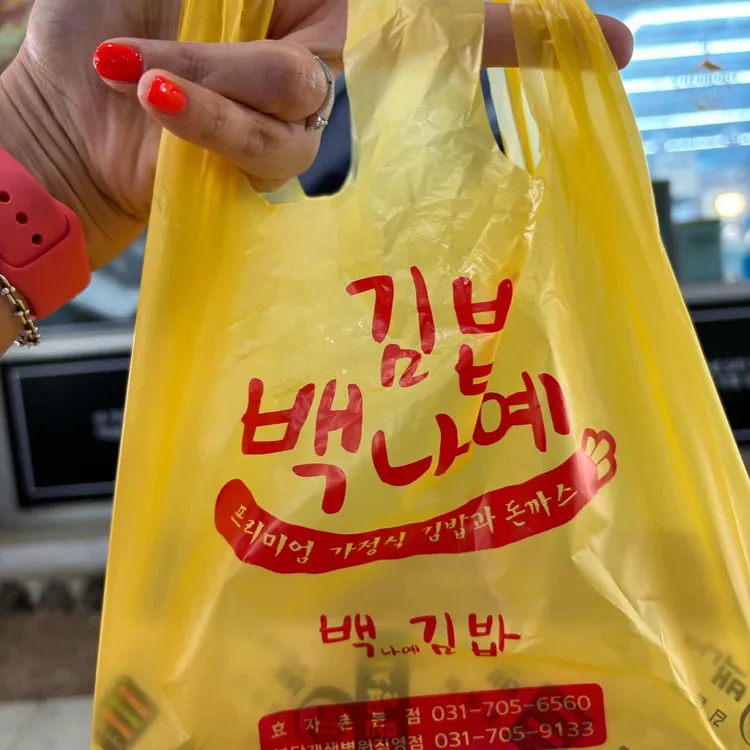 김밥
백나예
프리미엄 가정식 김밥과 돈까스
백나예김밥
효자촌본점 031-705-6560
031-705-9133